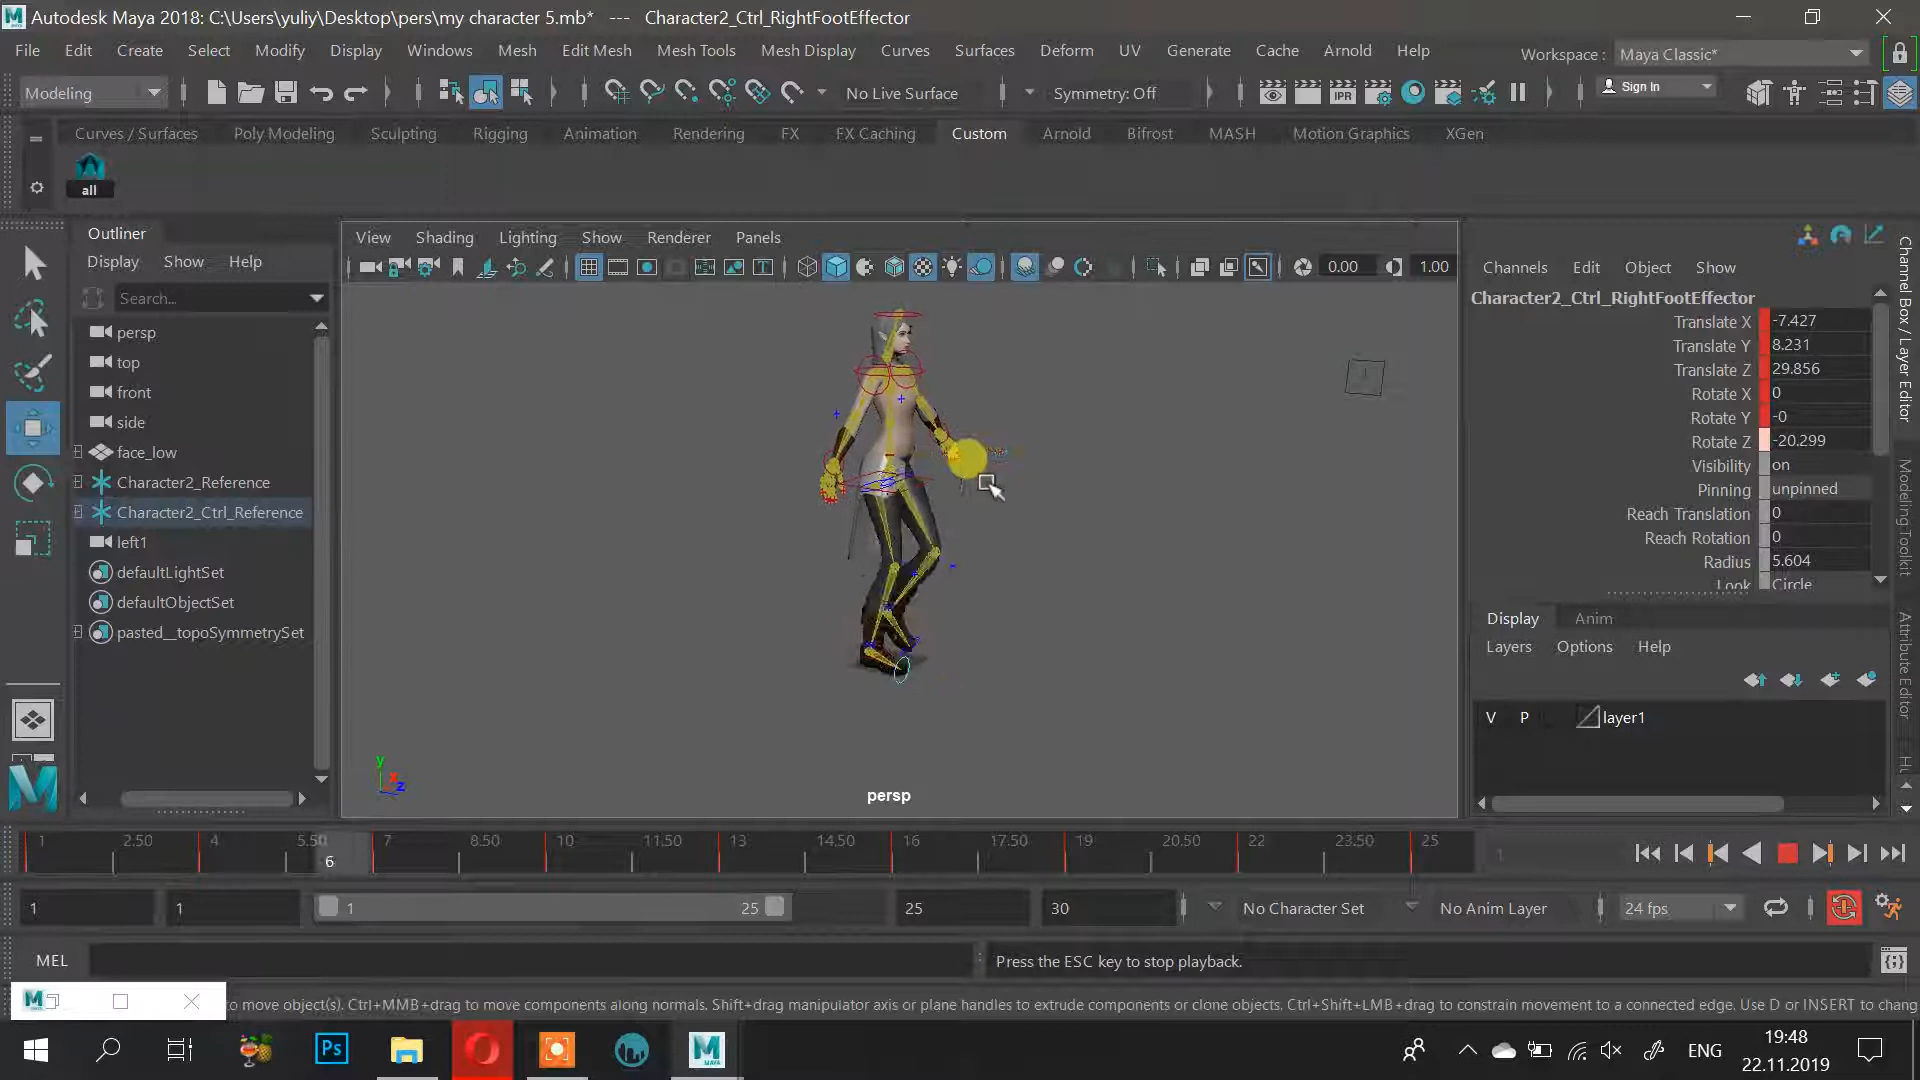 Autodesk Maya 2018: C:\Users\yuliy\Desktop\pers\my character 5.mb*   ---   Character2_Ctrl_RightFootEffector
File Edit Create Select Modify Display Windows Mesh Edit Mesh Mesh Tools Mesh Display Curves Surfaces Deform UV Generate Cache Arnold Help Workspace : Maya Classic*
Modeling No Live Surface Symmetry: Off IPR Sign In
Curves / Surfaces Poly Modeling Sculpting Rigging Animation Rendering FX FX Caching Custom Arnold Bifrost MASH Motion Graphics XGen
all
Outliner
Display Show Help
Search...
persp
top
front
side
face_low
Character2_Reference
Character2_Ctrl_Reference
left1
defaultLightSet
defaultObjectSet
pasted__topoSymmetrySet
View Shading Lighting Show Renderer Panels
0.00 1.00
y
x
z
persp
Channels Edit Object Show
Character2_Ctrl_RightFootEffector
Translate X -7.427
Translate Y 8.231
Translate Z 29.856
Rotate X 0
Rotate Y -0
Rotate Z -20.299
Visibility on
Pinning unpinned
Reach Translation 0
Reach Rotation 0
Radius 5.604
Look Circle
Display Anim
Layers Options Help
V P layer1
Channel Box / Layer Editor
Modeling Toolkit
Attribute Editor
1 2.50 4 5.50 7 8.50 10 11.50 13 14.50 16 17.50 19 20.50 22 23.50 25 1
6
1 1 1 25 25 30 No Character Set No Anim Layer 24 fps
MEL Press the ESC key to stop playback.
to move object(s). Ctrl+MMB+drag to move components along normals. Shift+drag manipulator axis or plane handles to extrude components or clone objects. Ctrl+Shift+LMB+drag to constrain movement to a connected edge. Use D or INSERT to chang
Ps
MAYA
ENG
19:48
22.11.2019